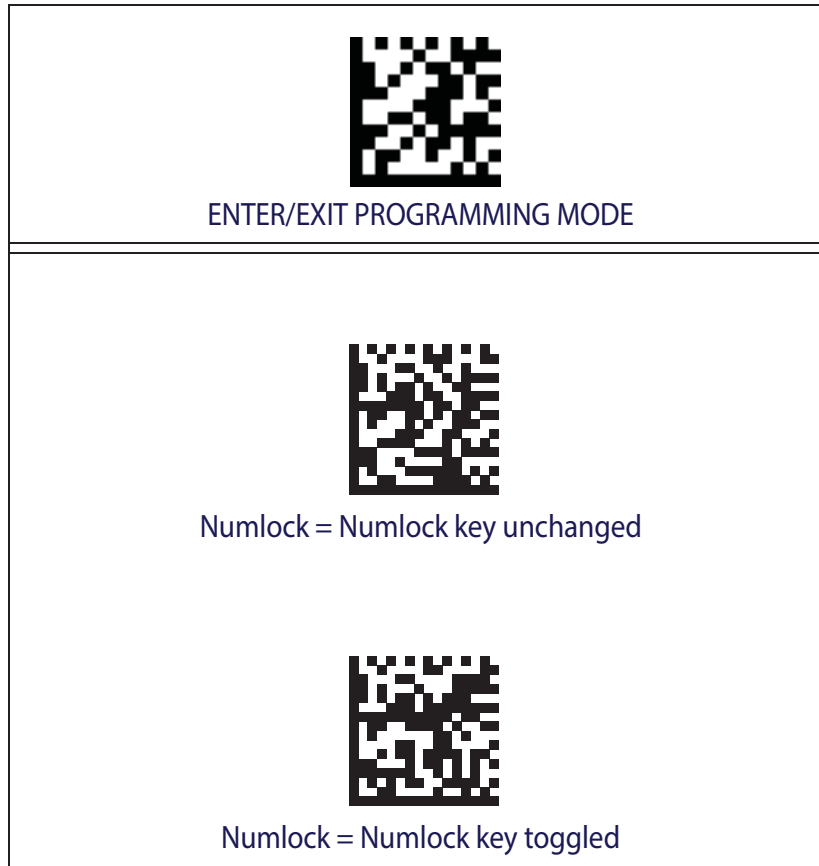 ENTER/EXIT PROGRAMMING MODE
Numlock = Numlock key unchanged
Numlock = Numlock key toggled